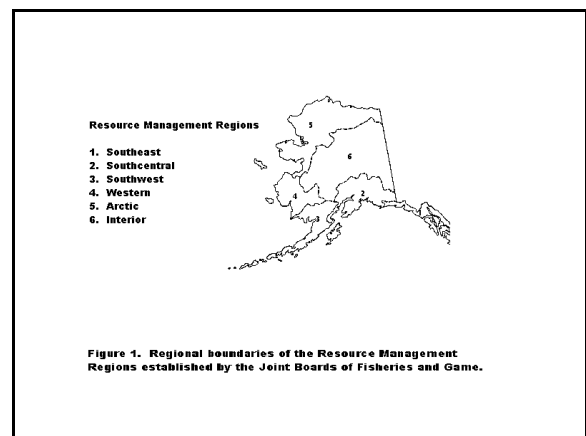 Resource Management Regions
1. Southeast
2. Southcentral
3. Southwest
4. Western
5. Arctic
6. Interior
5
6
4
2
3
Figure 1. Regional boundaries of the Resource Management
Regions established by the Joint Boards of Fisheries and Game.